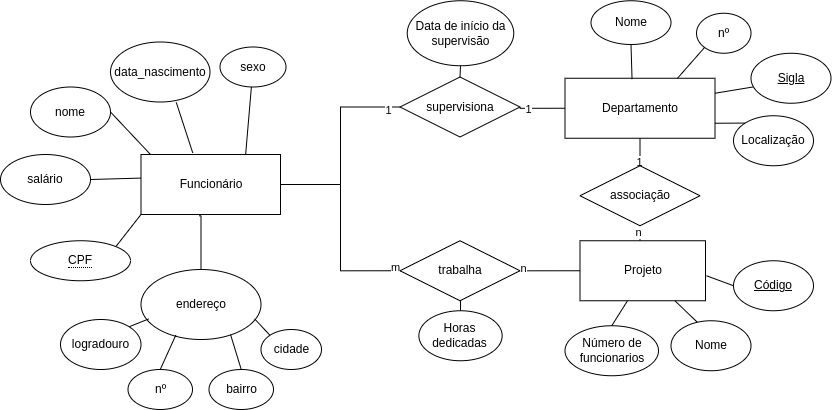 Data de início da
supervisão
Nome
nº
data_nascimento
sexo
Sigla
nome
1
supervisiona
1
Departamento
Localização
salário
Funcionário
1
associação
n
CPF
m
trabalha
n
Projeto
Código
endereço
Horas
dedicadas
Número de
funcionarios
Nome
logradouro
cidade
nº
bairro